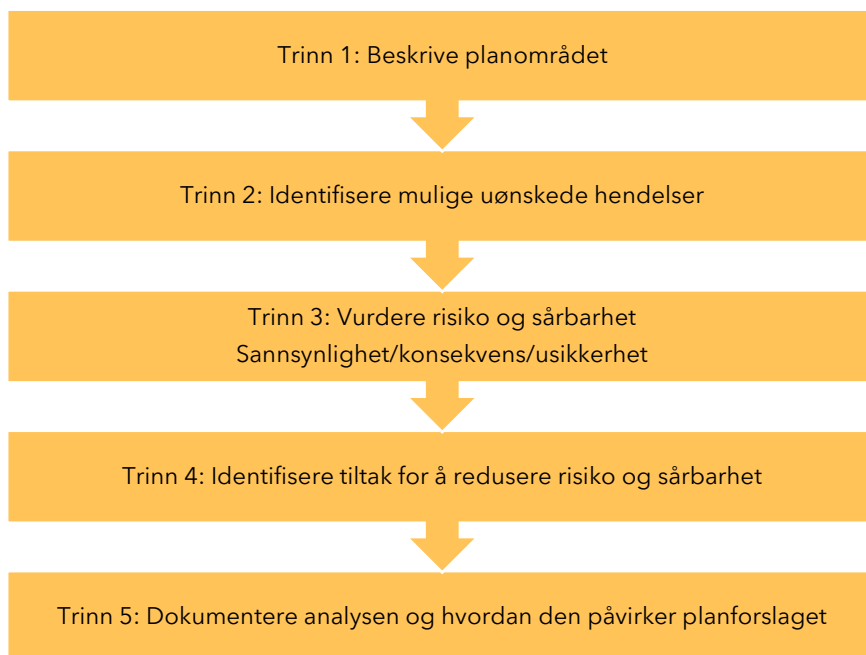 Trinn 1: Beskrive planområdet
Trinn 2: Identifisere mulige uønskede hendelser
Trinn 3: Vurdere risiko og sårbarhet
Sannsynlighet/konsekvens/usikkerhet
Trinn 4: Identifisere tiltak for å redusere risiko og sårbarhet
Trinn 5: Dokumentere analysen og hvordan den påvirker planforslaget